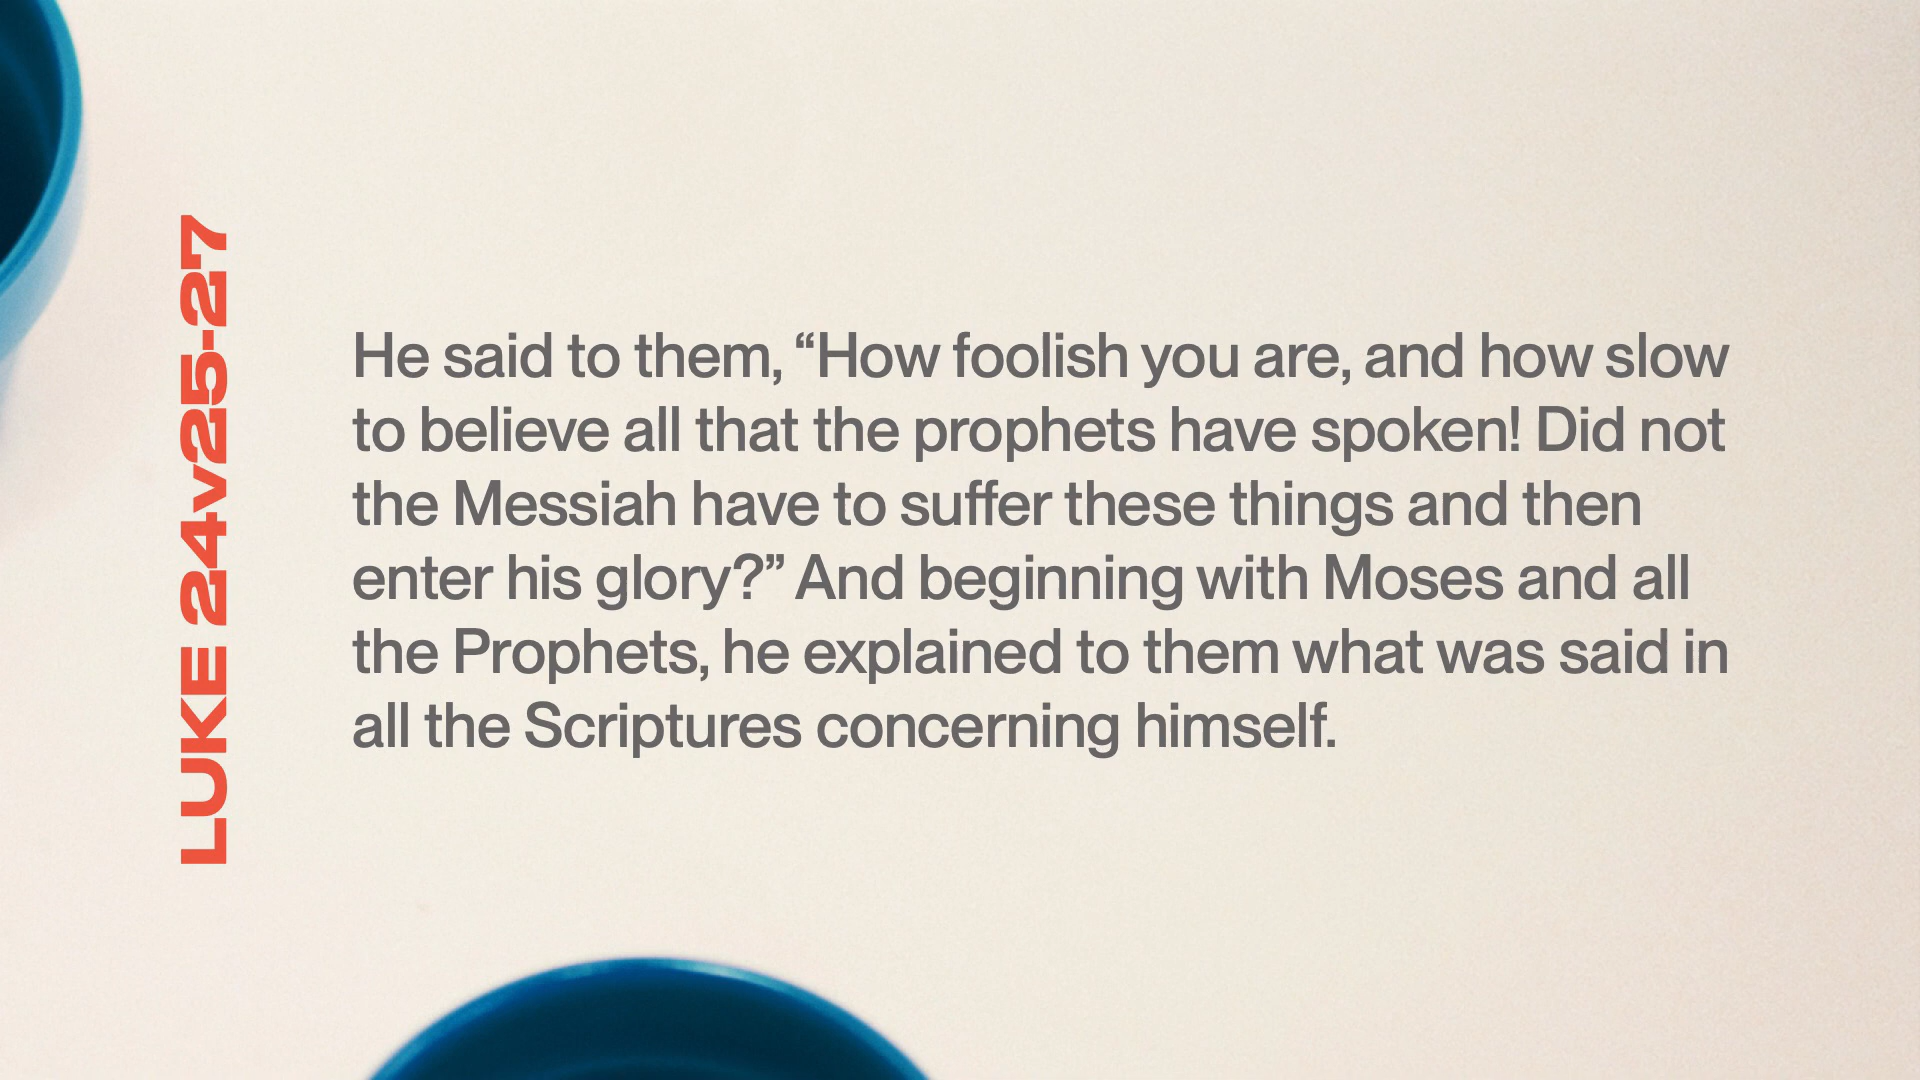 LUKE 24v25-27
He said to them, “How foolish you are, and how slow
to believe all that the prophets have spoken! Did not
the Messiah have to suffer these things and then
enter his glory?” And beginning with Moses and all
the Prophets, he explained to them what was said in
all the Scriptures concerning himself.